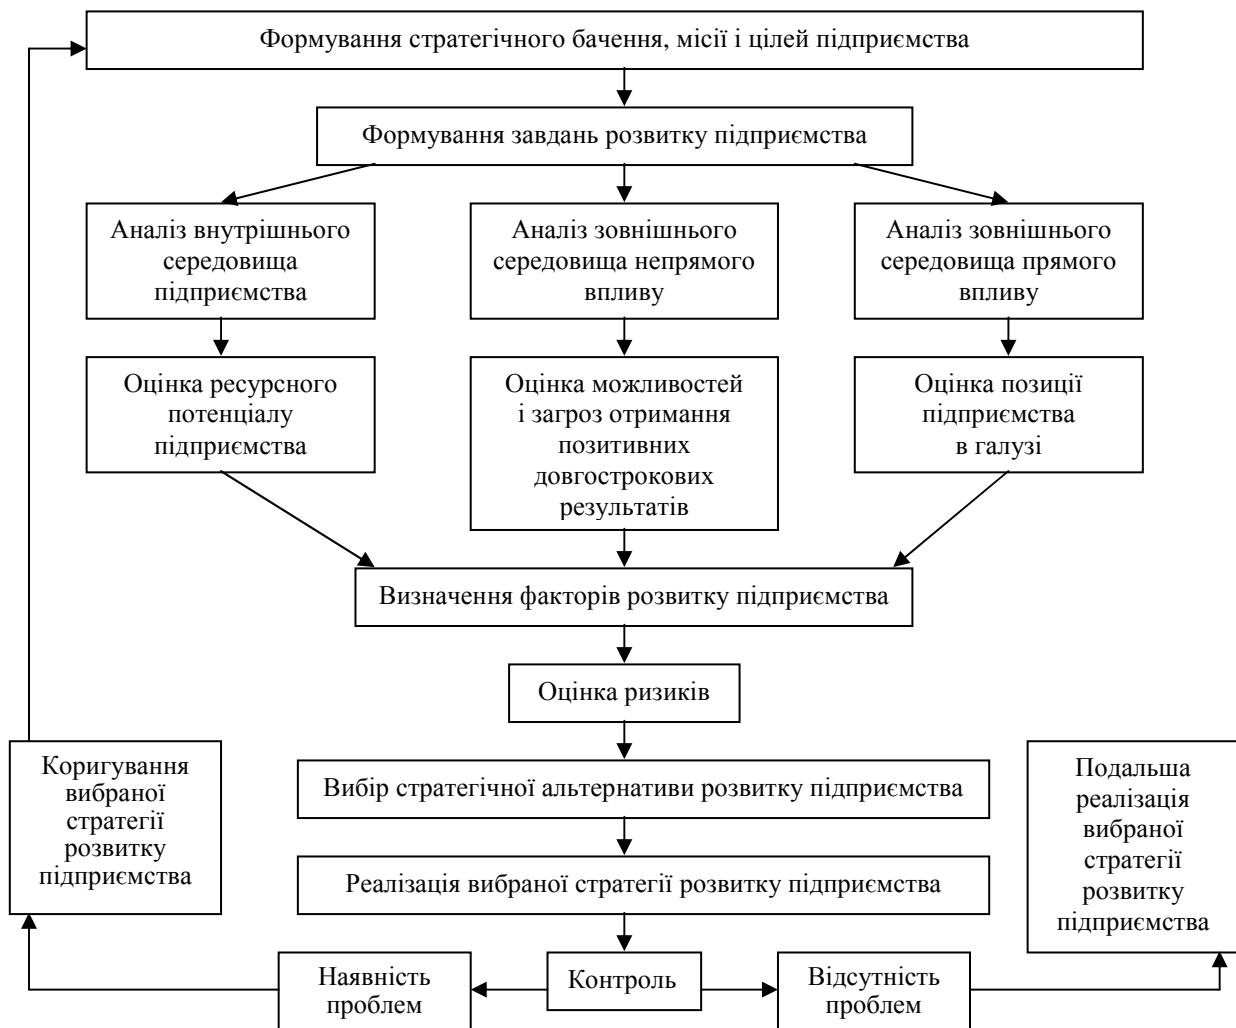 Формування стратегічного бачення, місії і цілей підприємства
Формування завдань розвитку підприємства
Аналіз внутрішнього
середовища
підприємства
Аналіз зовнішнього
середовища непрямого
впливу
Аналіз зовнішнього
середовища прямого
впливу
Оцінка ресурсного
потенціалу
підприємства
Оцінка можливостей
і загроз отримання
позитивних
довгострокових
результатів
Оцінка позиції
підприємства
в галузі
Визначення факторів розвитку підприємства
Оцінка ризиків
Коригування
вибраної
стратегії
розвитку
підприємства
Вибір стратегічної альтернативи розвитку підприємства
Реалізація вибраної стратегії розвитку підприємства
Подальша
реалізація
вибраної
стратегії
розвитку
підприємства
Наявність
проблем
Контроль
Відсутність
проблем